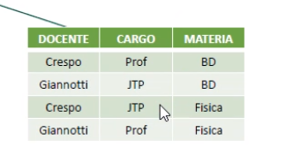 DOCENTE CARGO MATERIA
Crespo Prof BD
Giannotti JTP BD
Crespo JTP Fisica
Giannotti Prof Fisica